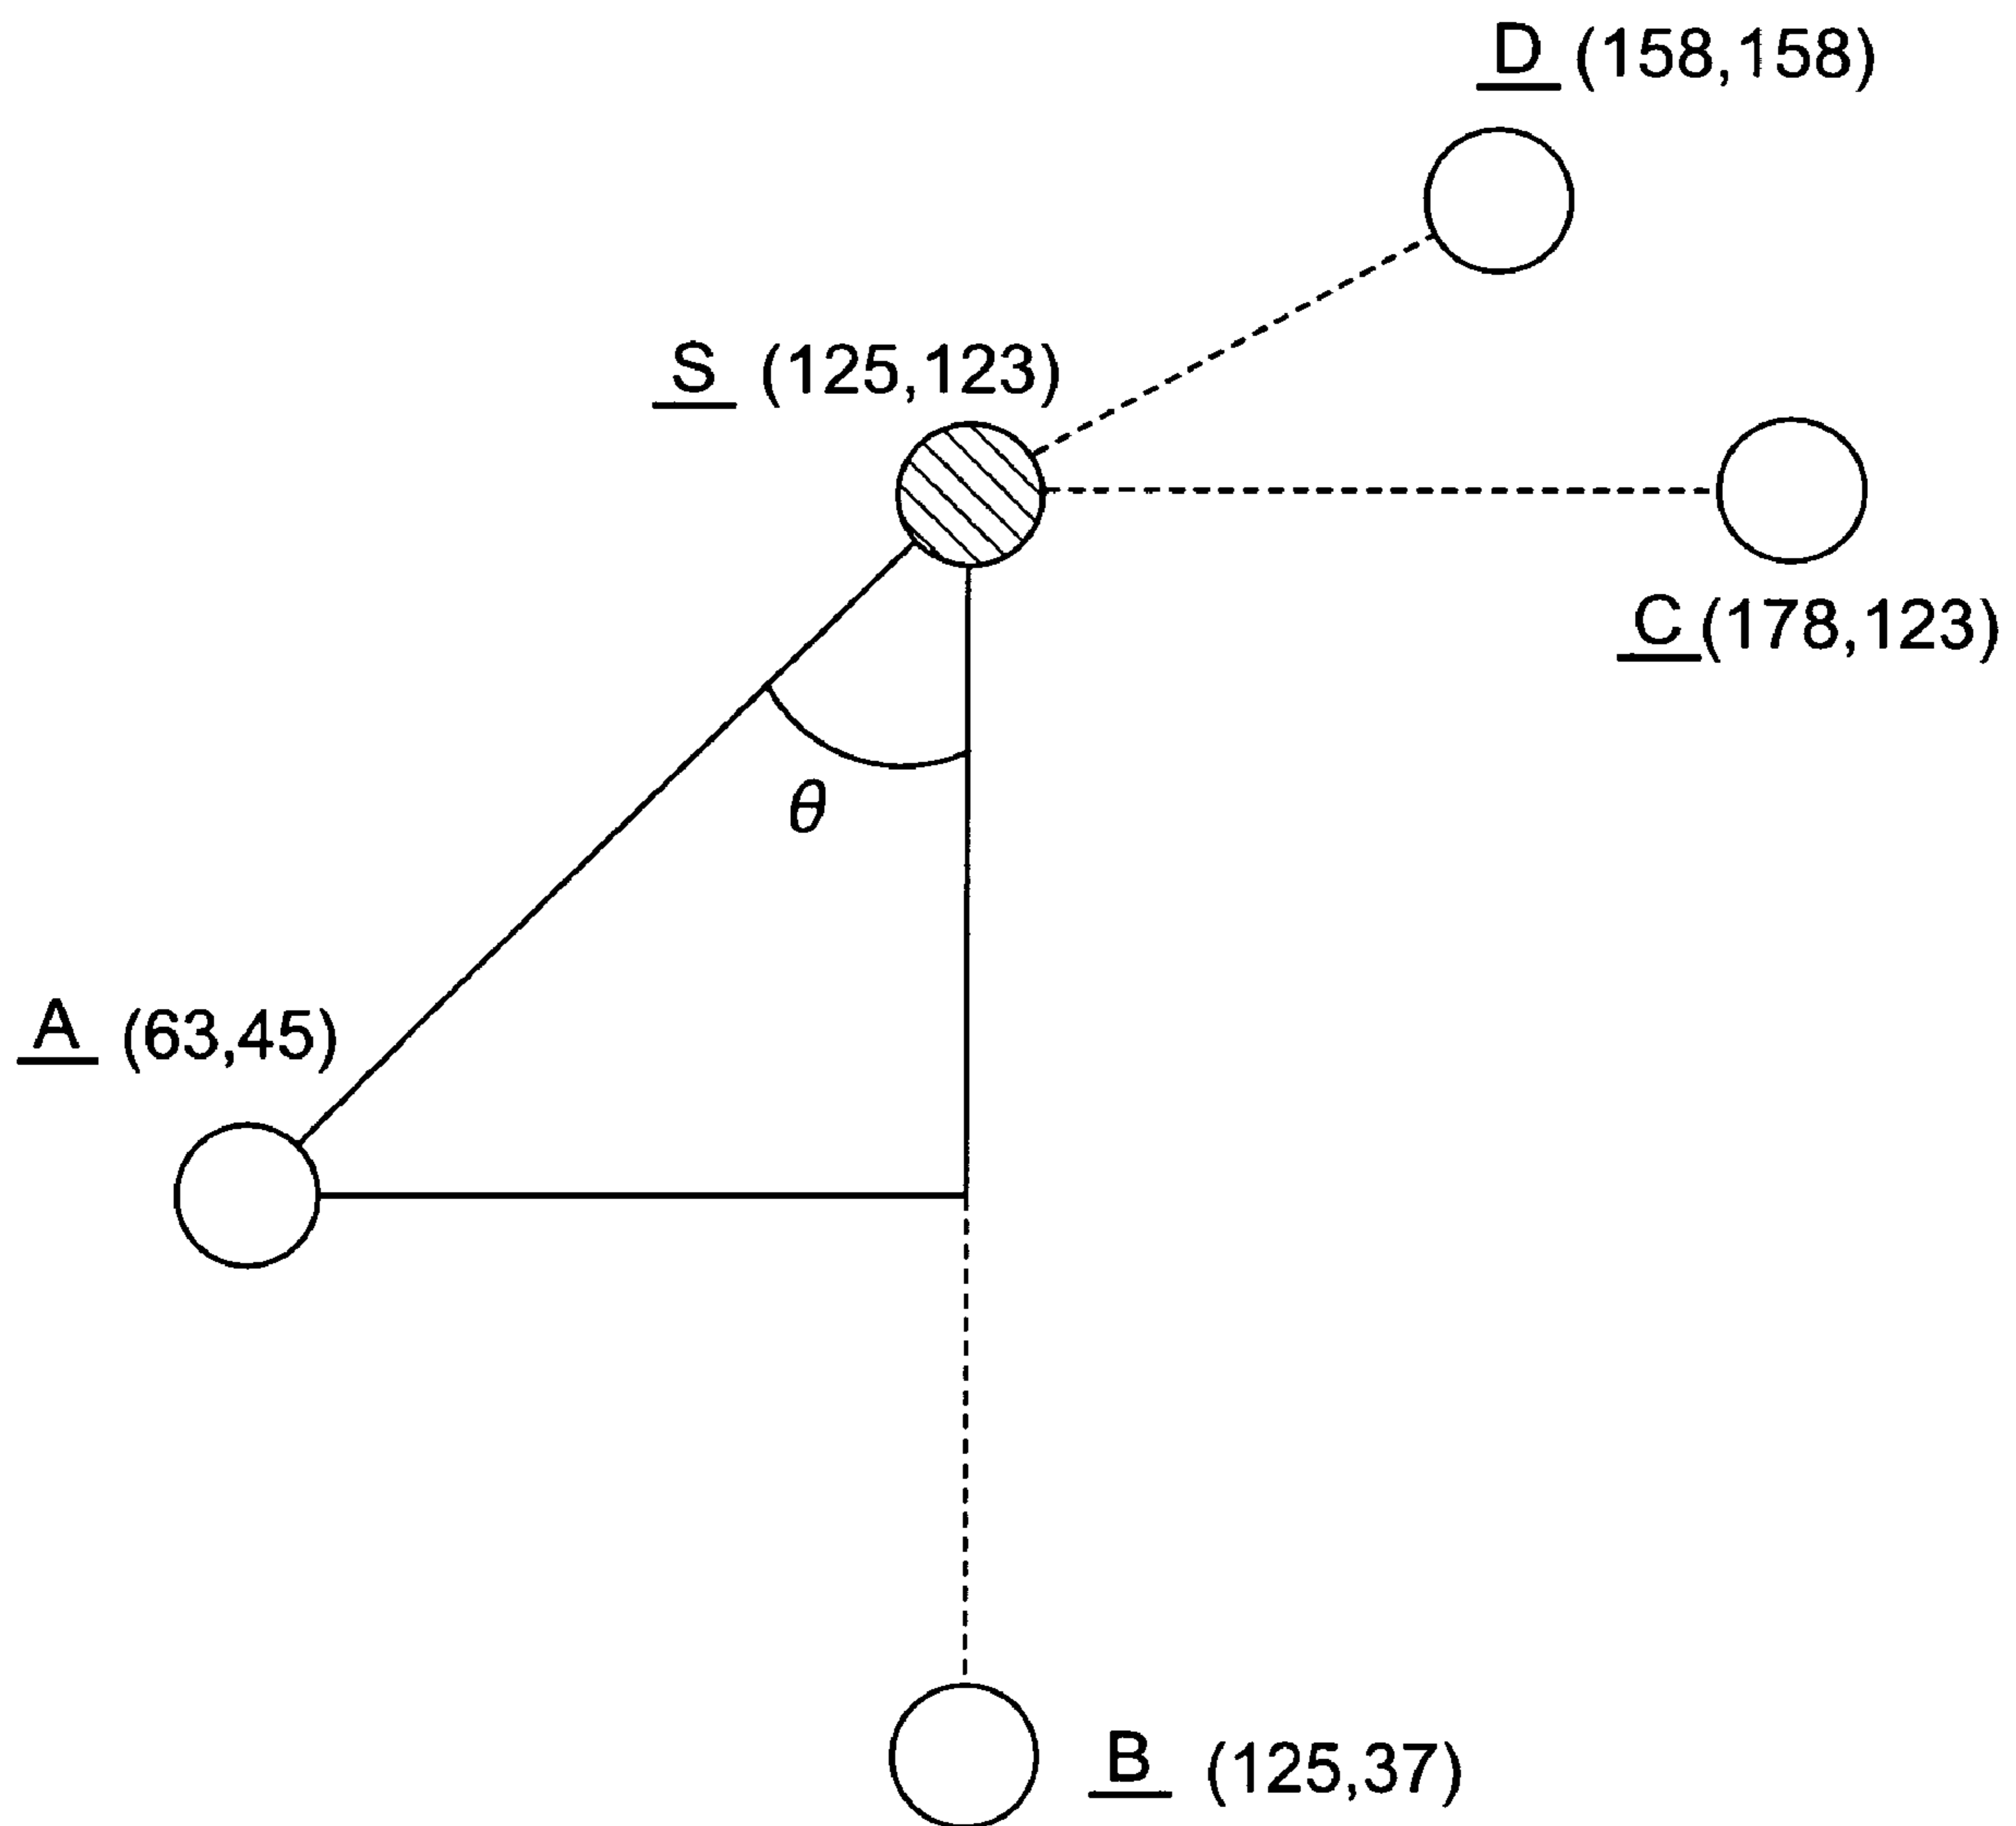 D (158,158)
S (125,123)
C (178,123)
θ
A (63,45)
B (125,37)